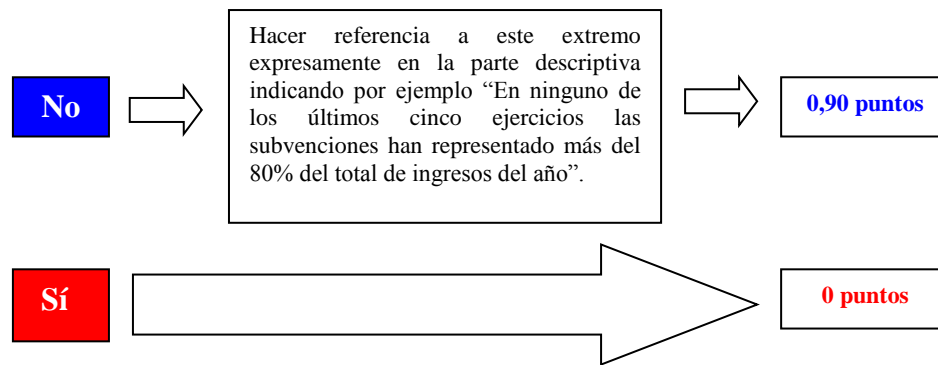 Hacer referencia a este extremo
expresamente en la parte descriptiva
indicando por ejemplo “En ninguno de
los últimos cinco ejercicios las
subvenciones han representado más del
80% del total de ingresos del año”.
No
0,90 puntos
Sí
0 puntos